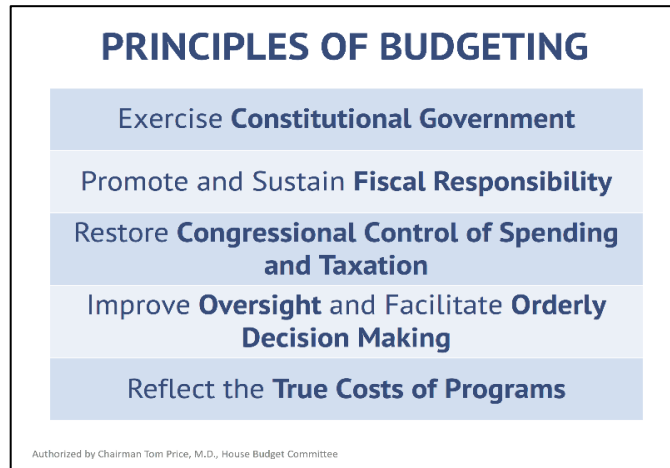 PRINCIPLES OF BUDGETING
Exercise Constitutional Government
Promote and Sustain Fiscal Responsibility
Restore Congressional Control of Spending
and Taxation
Improve Oversight and Facilitate Orderly
Decision Making
Reflect the True Costs of Programs
Authorized by Chairman Tom Price, M.D., House Budget Committee